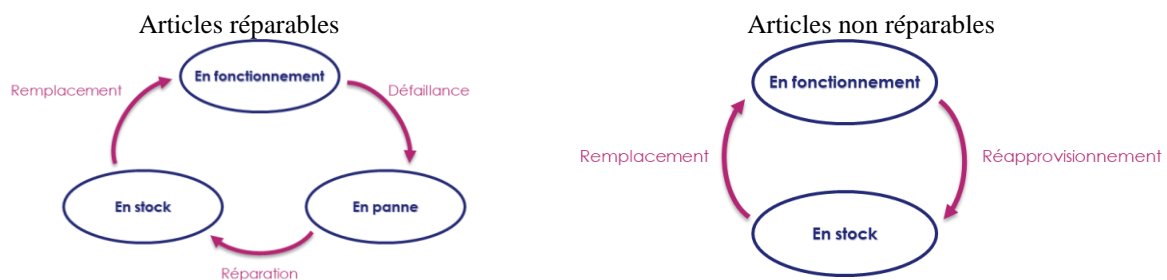 Articles réparables
En fonctionnement
Remplacement
Défaillance
En stock
En panne
Réparation
Articles non réparables
En fonctionnement
Remplacement
Réapprovisionnement
En stock